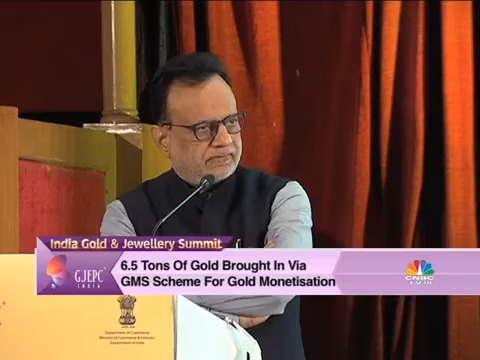 India Gold & Jewellery Summit
GJEPC
INDIA
6.5 Tons Of Gold Brought In Via
GMS Scheme For Gold Monetisation
CNBC
TV18
Department of Commerce
Ministry of Commerce & Industry
Government of India